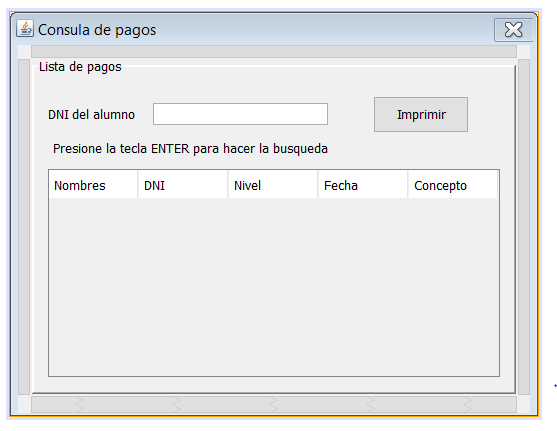 Consula de pagos
Lista de pagos
DNI del alumno
Imprimir
Presione la tecla ENTER para hacer la busqueda
Nombres DNI Nivel Fecha Concepto
.